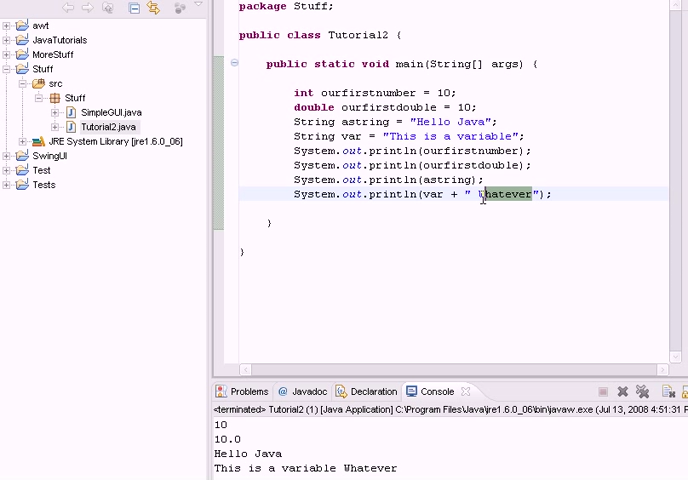 awt
JavaTutorials
MoreStuff
Stuff
src
Stuff
SimpleGUI.java
Tutorial2.java
JRE System Library [jre1.6.0_06]
SwingUI
Test
Tests
package Stuff;
public class Tutorial2 {
public static void main(String[] args) {
int ourfirstnumber = 10;
double ourfirstdouble = 10;
String astring = "Hello Java";
String var = "This is a variable";
System.out.println(ourfirstnumber);
System.out.println(ourfirstdouble);
System.out.println(astring);
System.out.println(var + " Whatever");
}
}
Problems @ Javadoc Declaration Console
<terminated> Tutorial2 (1) [Java Application] C:\Program Files\Java\jre1.6.0_06\bin\javaw.exe (Jul 13, 2008 4:51:31 P
10
10.0
Hello Java
This is a variable Whatever